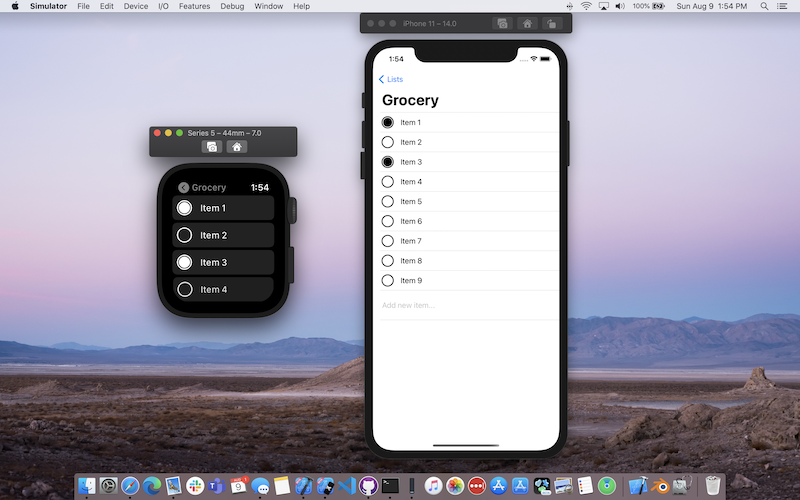 Simulator File Edit Device I/O Features Debug Window Help 100% Sun Aug 9 1:54 PM
iPhone 11 – 14.0
1:54
Lists
Grocery
Item 1
Item 2
Item 3
Item 4
Item 5
Item 6
Item 7
Item 8
Item 9
Add new item...
Series 5 – 44mm – 7.0
Grocery 1:54
Item 1
Item 2
Item 3
Item 4
9